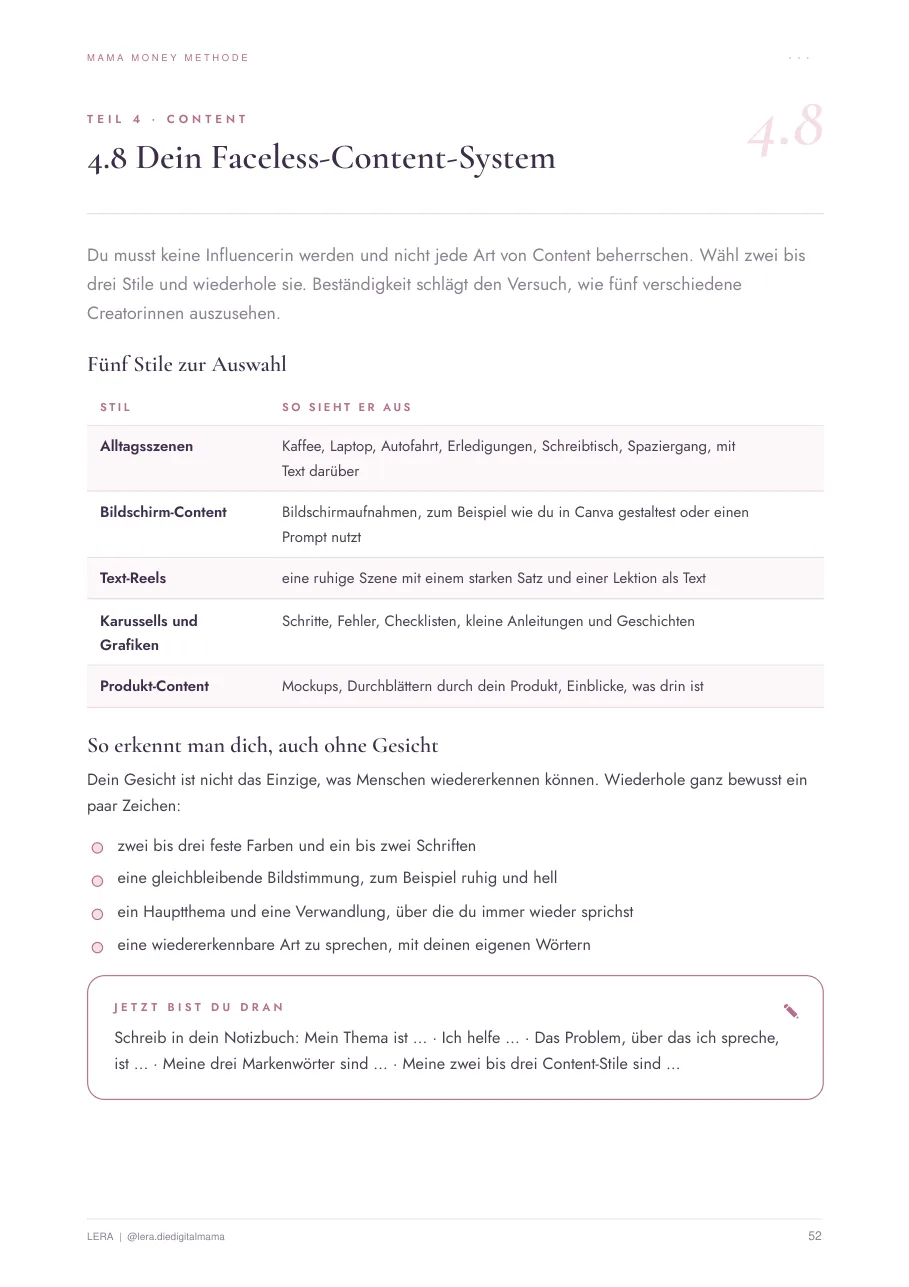 MAMA MONEY METHODE
· · ·
TEIL 4 · CONTENT
4.8
4.8 Dein Faceless-Content-System
Du musst keine Influencerin werden und nicht jede Art von Content beherrschen. Wähl zwei bis
drei Stile und wiederhole sie. Beständigkeit schlägt den Versuch, wie fünf verschiedene
Creatorinnen auszusehen.
Fünf Stile zur Auswahl
STIL SO SIEHT ER AUS
Alltagsszenen Kaffee, Laptop, Autofahrt, Erledigungen, Schreibtisch, Spaziergang, mit
Text darüber
Bildschirm-Content Bildschirmaufnahmen, zum Beispiel wie du in Canva gestaltest oder einen
Prompt nutzt
Text-Reels eine ruhige Szene mit einem starken Satz und einer Lektion als Text
Karussells und Schritte, Fehler, Checklisten, kleine Anleitungen und Geschichten
Grafiken
Produkt-Content Mockups, Durchblättern durch dein Produkt, Einblicke, was drin ist
So erkennt man dich, auch ohne Gesicht
Dein Gesicht ist nicht das Einzige, was Menschen wiedererkennen können. Wiederhole ganz bewusst ein
paar Zeichen:
zwei bis drei feste Farben und ein bis zwei Schriften
eine gleichbleibende Bildstimmung, zum Beispiel ruhig und hell
ein Hauptthema und eine Verwandlung, über die du immer wieder sprichst
eine wiedererkennbare Art zu sprechen, mit deinen eigenen Wörtern
JETZT BIST DU DRAN
Schreib in dein Notizbuch: Mein Thema ist … · Ich helfe … · Das Problem, über das ich spreche,
ist … · Meine drei Markenwörter sind … · Meine zwei bis drei Content-Stile sind …
LERA | @lera.diedigitalmama 52